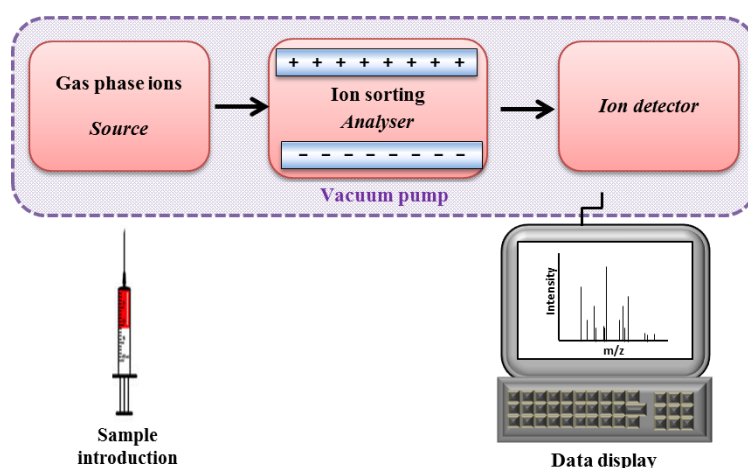 Gas phase ions
Source
+ + + + + + + +
Ion sorting
Analyser
- - - - - - - -
Ion detector
Vacuum pump
Intensity
m/z
Sample
introduction
Data display